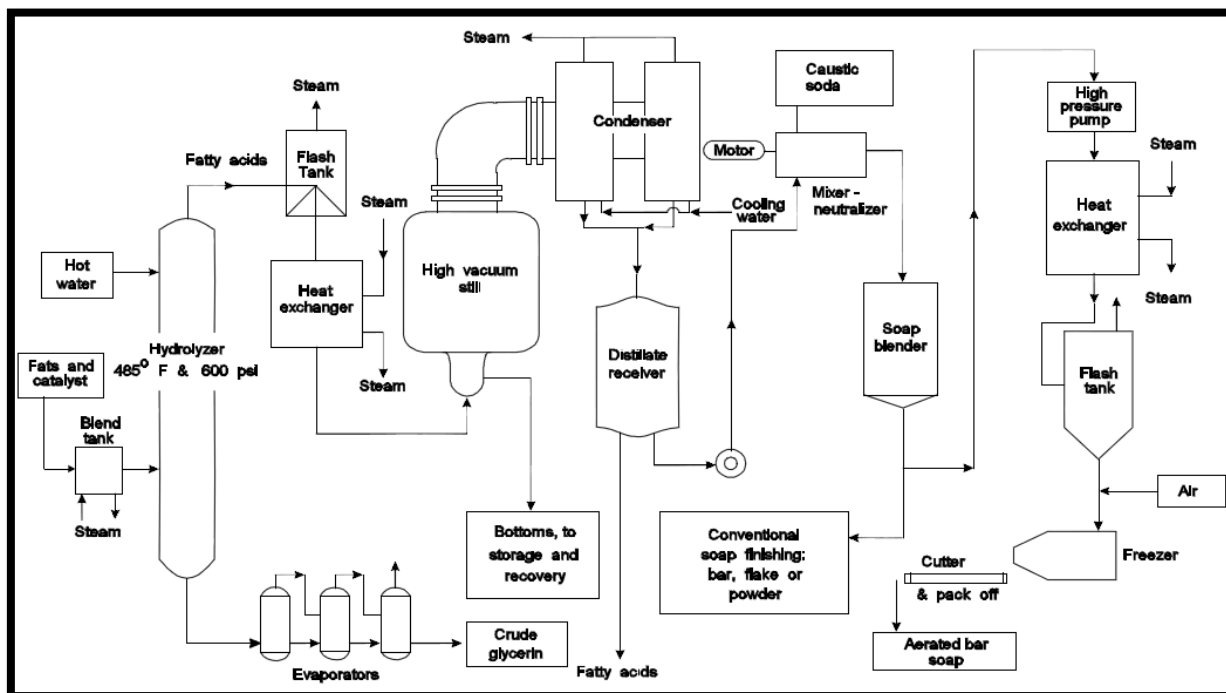 Steam
Caustic
soda
High
pressure
pump
Steam
Flash
Tank
Fatty acids
Condenser
Motor
Mixer -
neutralizer
Steam
Steam
Cooling
water
Heat
exchanger
Hot
water
High vacuum
still
Heat
exchanger
Steam
Soap
blender
Distillate
receiver
Hydrolyzer
485º F & 600 psi
Fats and
catalyst
Steam
Flash
tank
Blend
tank
Steam
Air
Bottoms, to
storage and
recovery
Conventional
soap finishing:
bar, flake or
powder
Freezer
Cutter
& pack off
Crude
glycerin
Aerated bar
soap
Evaporators
Fatty acids